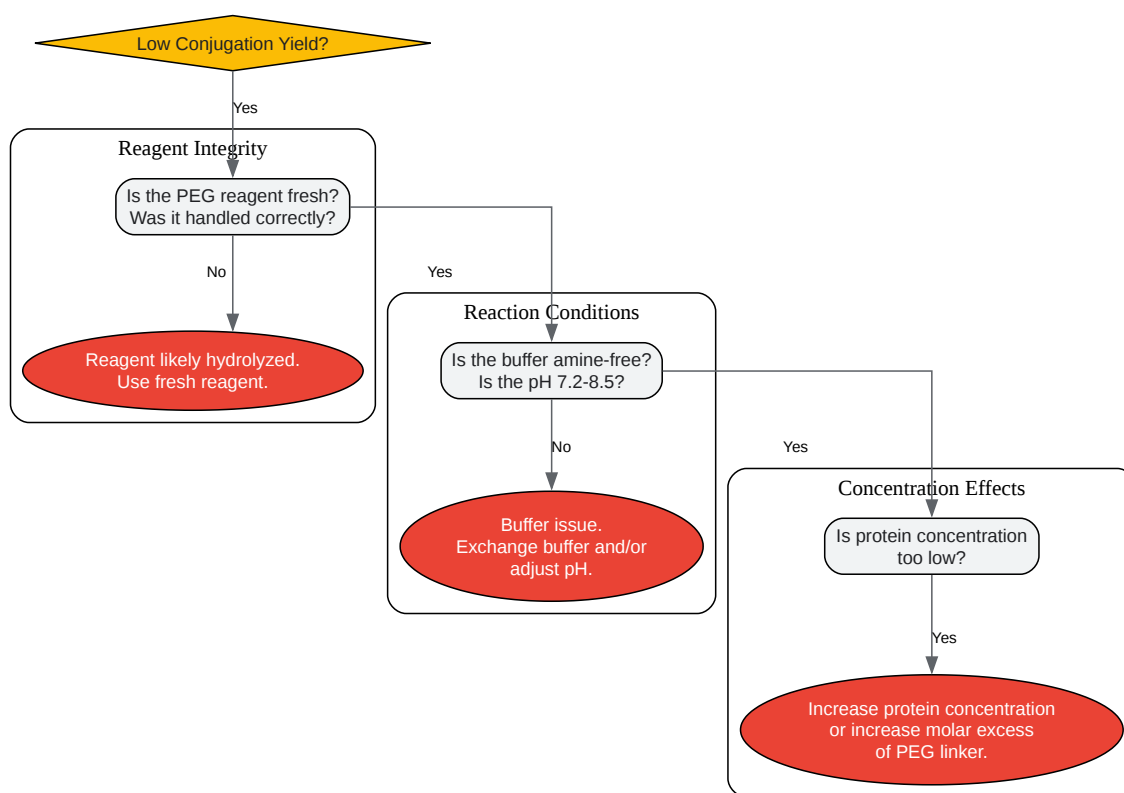 Low Conjugation Yield?
Yes
Reagent Integrity
Is the PEG reagent fresh?
Was it handled correctly?
No
Yes
Reagent likely hydrolyzed.
Use fresh reagent.
Reaction Conditions
Is the buffer amine-free?
Is the pH 7.2-8.5?
No
Yes
Buffer issue.
Exchange buffer and/or
adjust pH.
Concentration Effects
Is protein concentration
too low?
Yes
Increase protein concentration
or increase molar excess
of PEG linker.